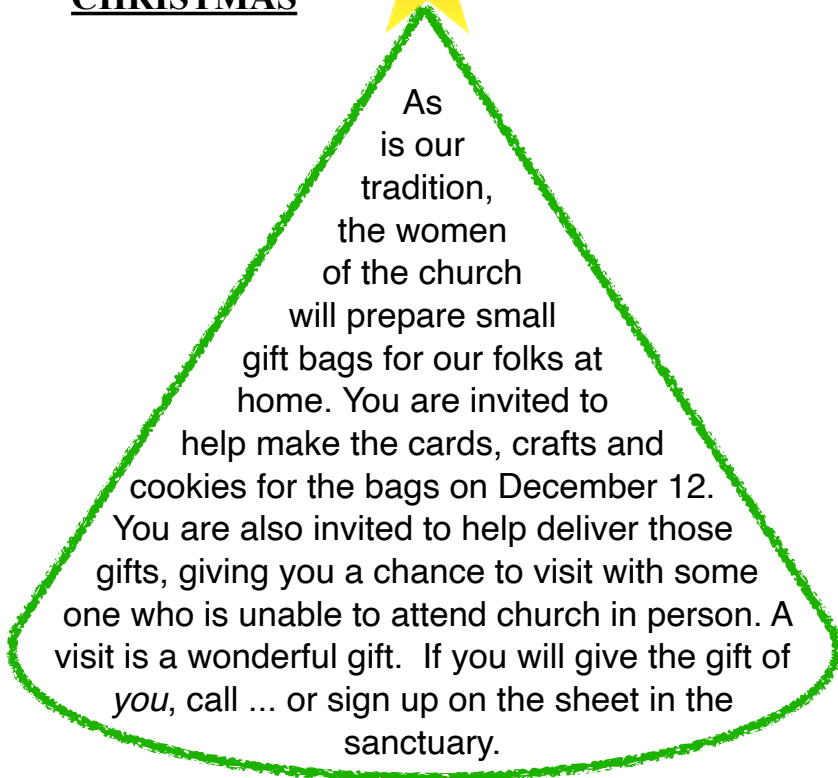 CHRISTMAS
As
is our
tradition,
the women
of the church
will prepare small
gift bags for our folks at
home. You are invited to
help make the cards, crafts and
cookies for the bags on December 12.
You are also invited to help deliver those
gifts, giving you a chance to visit with some
one who is unable to attend church in person. A
visit is a wonderful gift.  If you will give the gift of
you, call ... or sign up on the sheet in the
sanctuary.